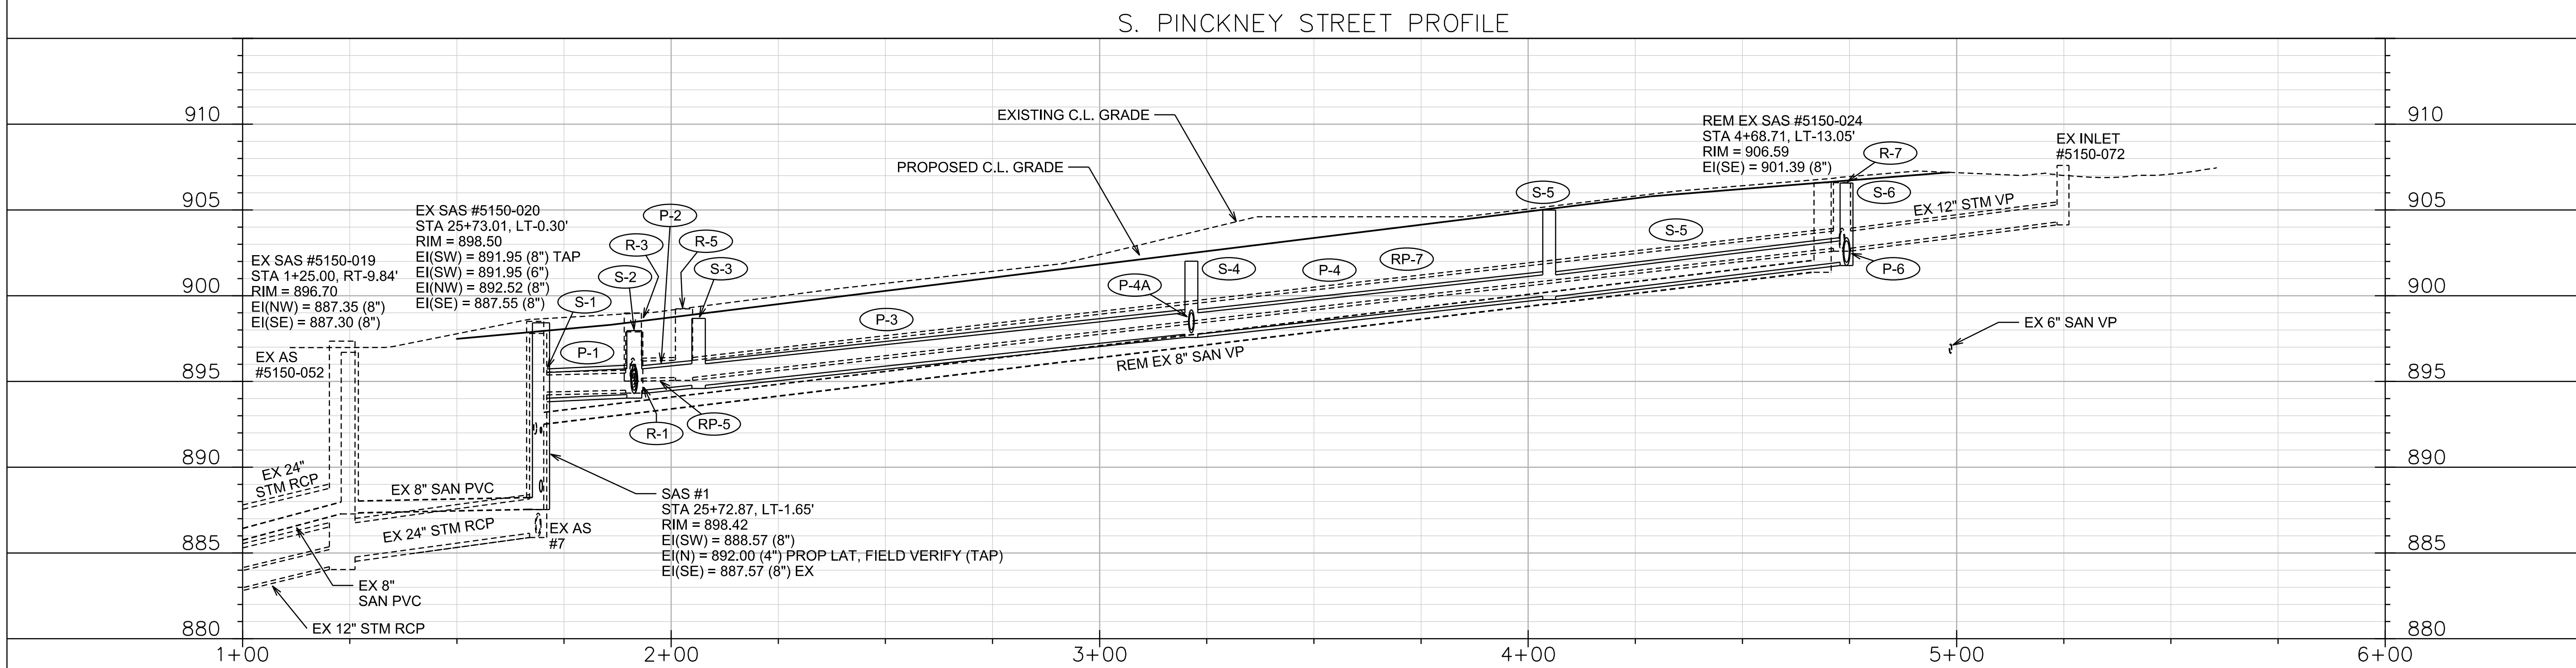 S. PINCKNEY STREET PROFILE
910
905
900
895
890
885
880
910
905
900
895
890
885
880
1+00
2+00
3+00
4+00
5+00
6+00
EX SAS #5150-019
STA 1+25.00, RT-9.84'
RIM = 896.70
EI(NW) = 887.35 (8")
EI(SE) = 887.30 (8")
EX AS
#5150-052
EX SAS #5150-020
STA 25+73.01, LT-0.30'
RIM = 898.50
EI(SW) = 891.95 (8") TAP
EI(SW) = 891.95 (6")
EI(NW) = 892.52 (8")
EI(SE) = 887.55 (8")
S-1
P-1
S-2
R-3
P-2
R-5
S-3
P-3
R-1
RP-5
EXISTING C.L. GRADE
PROPOSED C.L. GRADE
P-4A
S-4
P-4
RP-7
S-5
S-5
REM EX 8" SAN VP
REM EX SAS #5150-024
STA 4+68.71, LT-13.05'
RIM = 906.59
EI(SE) = 901.39 (8")
R-7
S-6
P-6
EX 12" STM VP
EX INLET
#5150-072
EX 6" SAN VP
EX 24"
STM RCP
EX 8" SAN PVC
EX 24" STM RCP
EX AS
#7
EX 8"
SAN PVC
EX 12" STM RCP
SAS #1
STA 25+72.87, LT-1.65'
RIM = 898.42
EI(SW) = 888.57 (8")
EI(N) = 892.00 (4") PROP LAT, FIELD VERIFY (TAP)
EI(SE) = 887.57 (8") EX